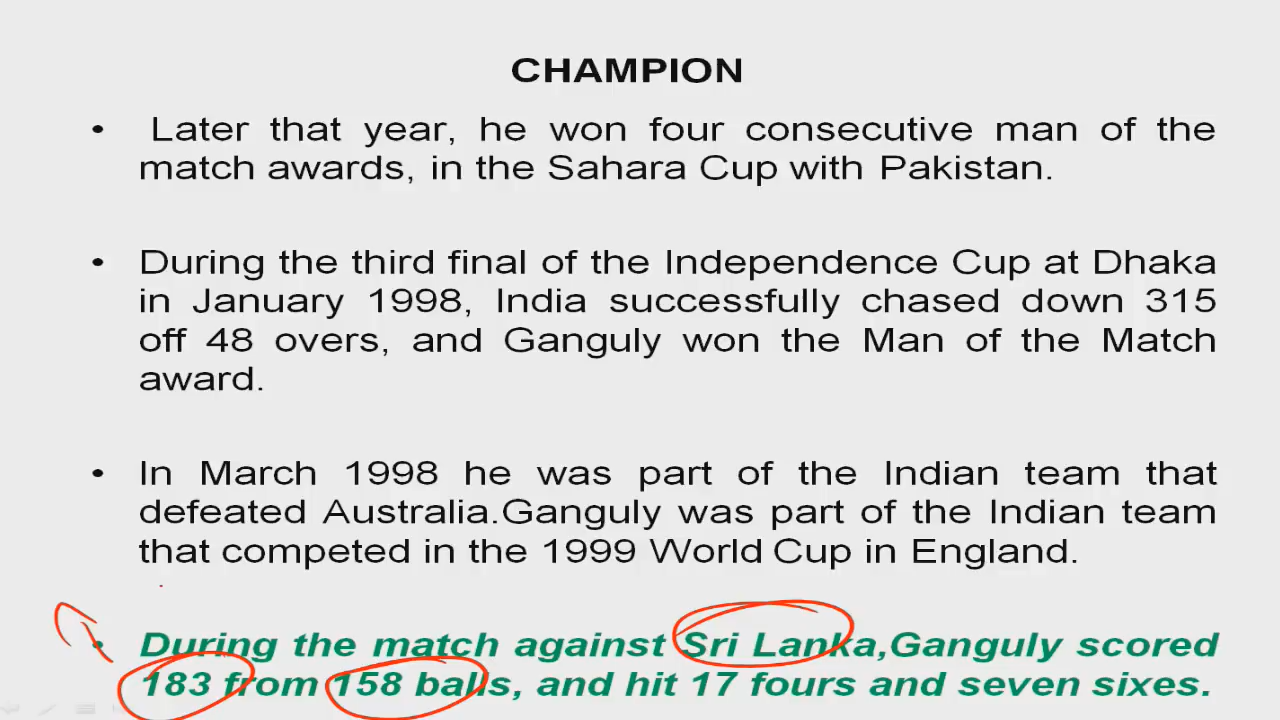 CHAMPION
• Later that year, he won four consecutive man of the
match awards, in the Sahara Cup with Pakistan.
• During the third final of the Independence Cup at Dhaka
in January 1998, India successfully chased down 315
off 48 overs, and Ganguly won the Man of the Match
award.
• In March 1998 he was part of the Indian team that
defeated Australia.Ganguly was part of the Indian team
that competed in the 1999 World Cup in England.
• During the match against Sri Lanka,Ganguly scored
183 from 158 balls, and hit 17 fours and seven sixes.